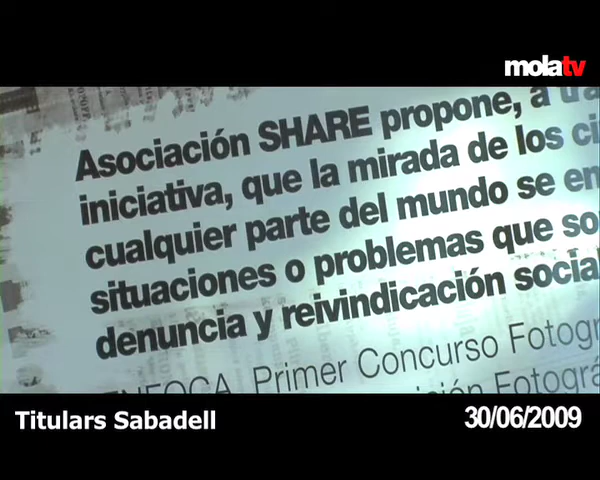 molatv
Asociación SHARE propone, a
iniciativa, que la mirada de los
cualquier parte del mundo se
situaciones o problemas que
denuncia y reivindicación social
ENFOCA, Primer Concurso
Titulars Sabadell
30/06/2009